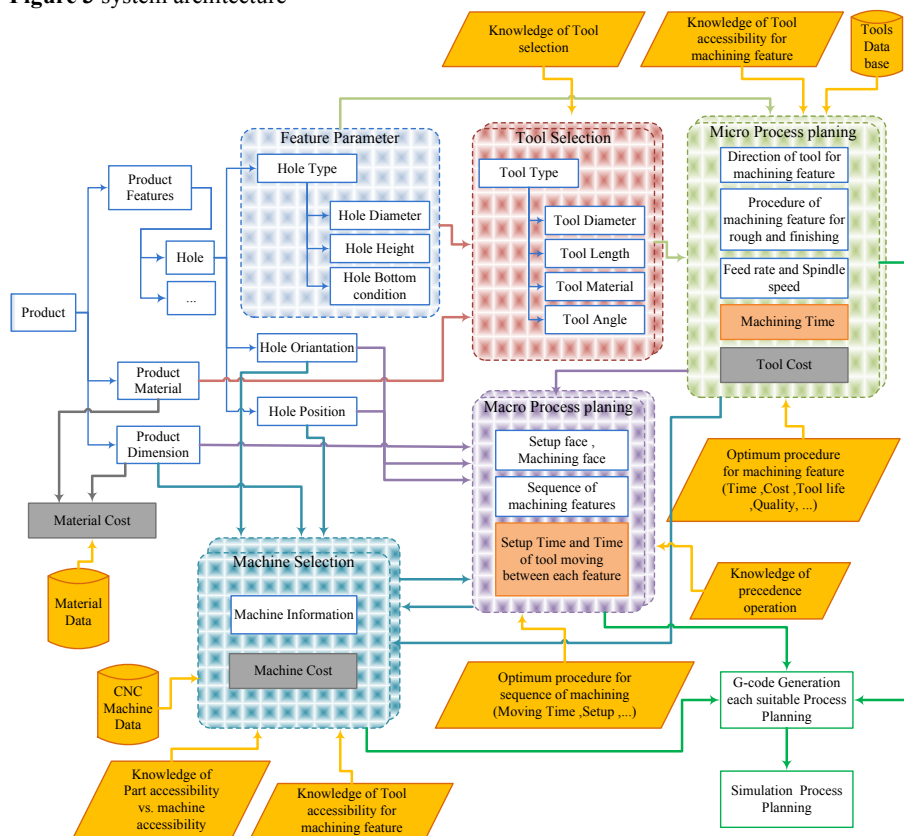 Figure 3 system architecture
Knowledge of Tool
selection
Knowledge of Tool
accessibility for
machining feature
Tools
Data
base
Feature Parameter
Hole Type
Hole Diameter
Hole Height
Hole Bottom
condition
Tool Selection
Tool Type
Tool Diameter
Tool Length
Tool Material
Tool Angle
Micro Process planing
Direction of tool for
machining feature
Procedure of
machining feature for
rough and finishing
Feed rate and Spindle
speed
Machining Time
Tool Cost
Product
Features
Hole
...
Product
Product
Material
Product
Dimension
Hole Oriantation
Hole Position
Material Cost
Material
Data
Macro Process planing
Setup face ,
Machining face
Sequence of
machining features
Setup Time and Time
of tool moving
between each feature
Optimum procedure
for machining feature
(Time ,Cost ,Tool life
,Quality, ...)
Knowledge of
precedence
operation
Machine Selection
Machine Information
Machine Cost
CNC
Machine
Data
Optimum procedure for
sequence of machining
(Moving Time ,Setup ,...)
G-code Generation
each suitable Process
Planning
Simulation Process
Planning
Knowledge of
Part accessibility
vs. machine
accessibility
Knowledge of Tool
accessibility for
machining feature